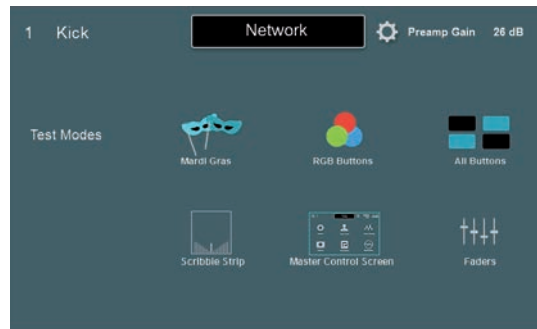 1 Kick Network Preamp Gain 26 dB
Test Modes
Mardi Gras RGB Buttons All Buttons
Scribble Strip Master Control Screen Faders